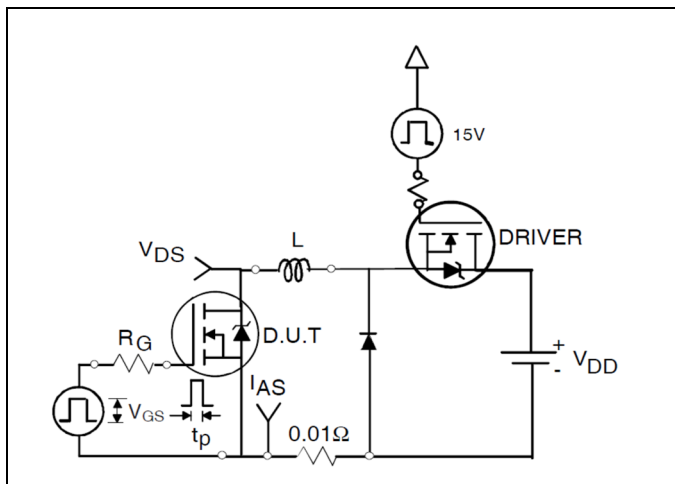 15V
DRIVER
VDS
L
D.U.T
RG
IAS
VGS
tp
0.01Ω
+
-
VDD